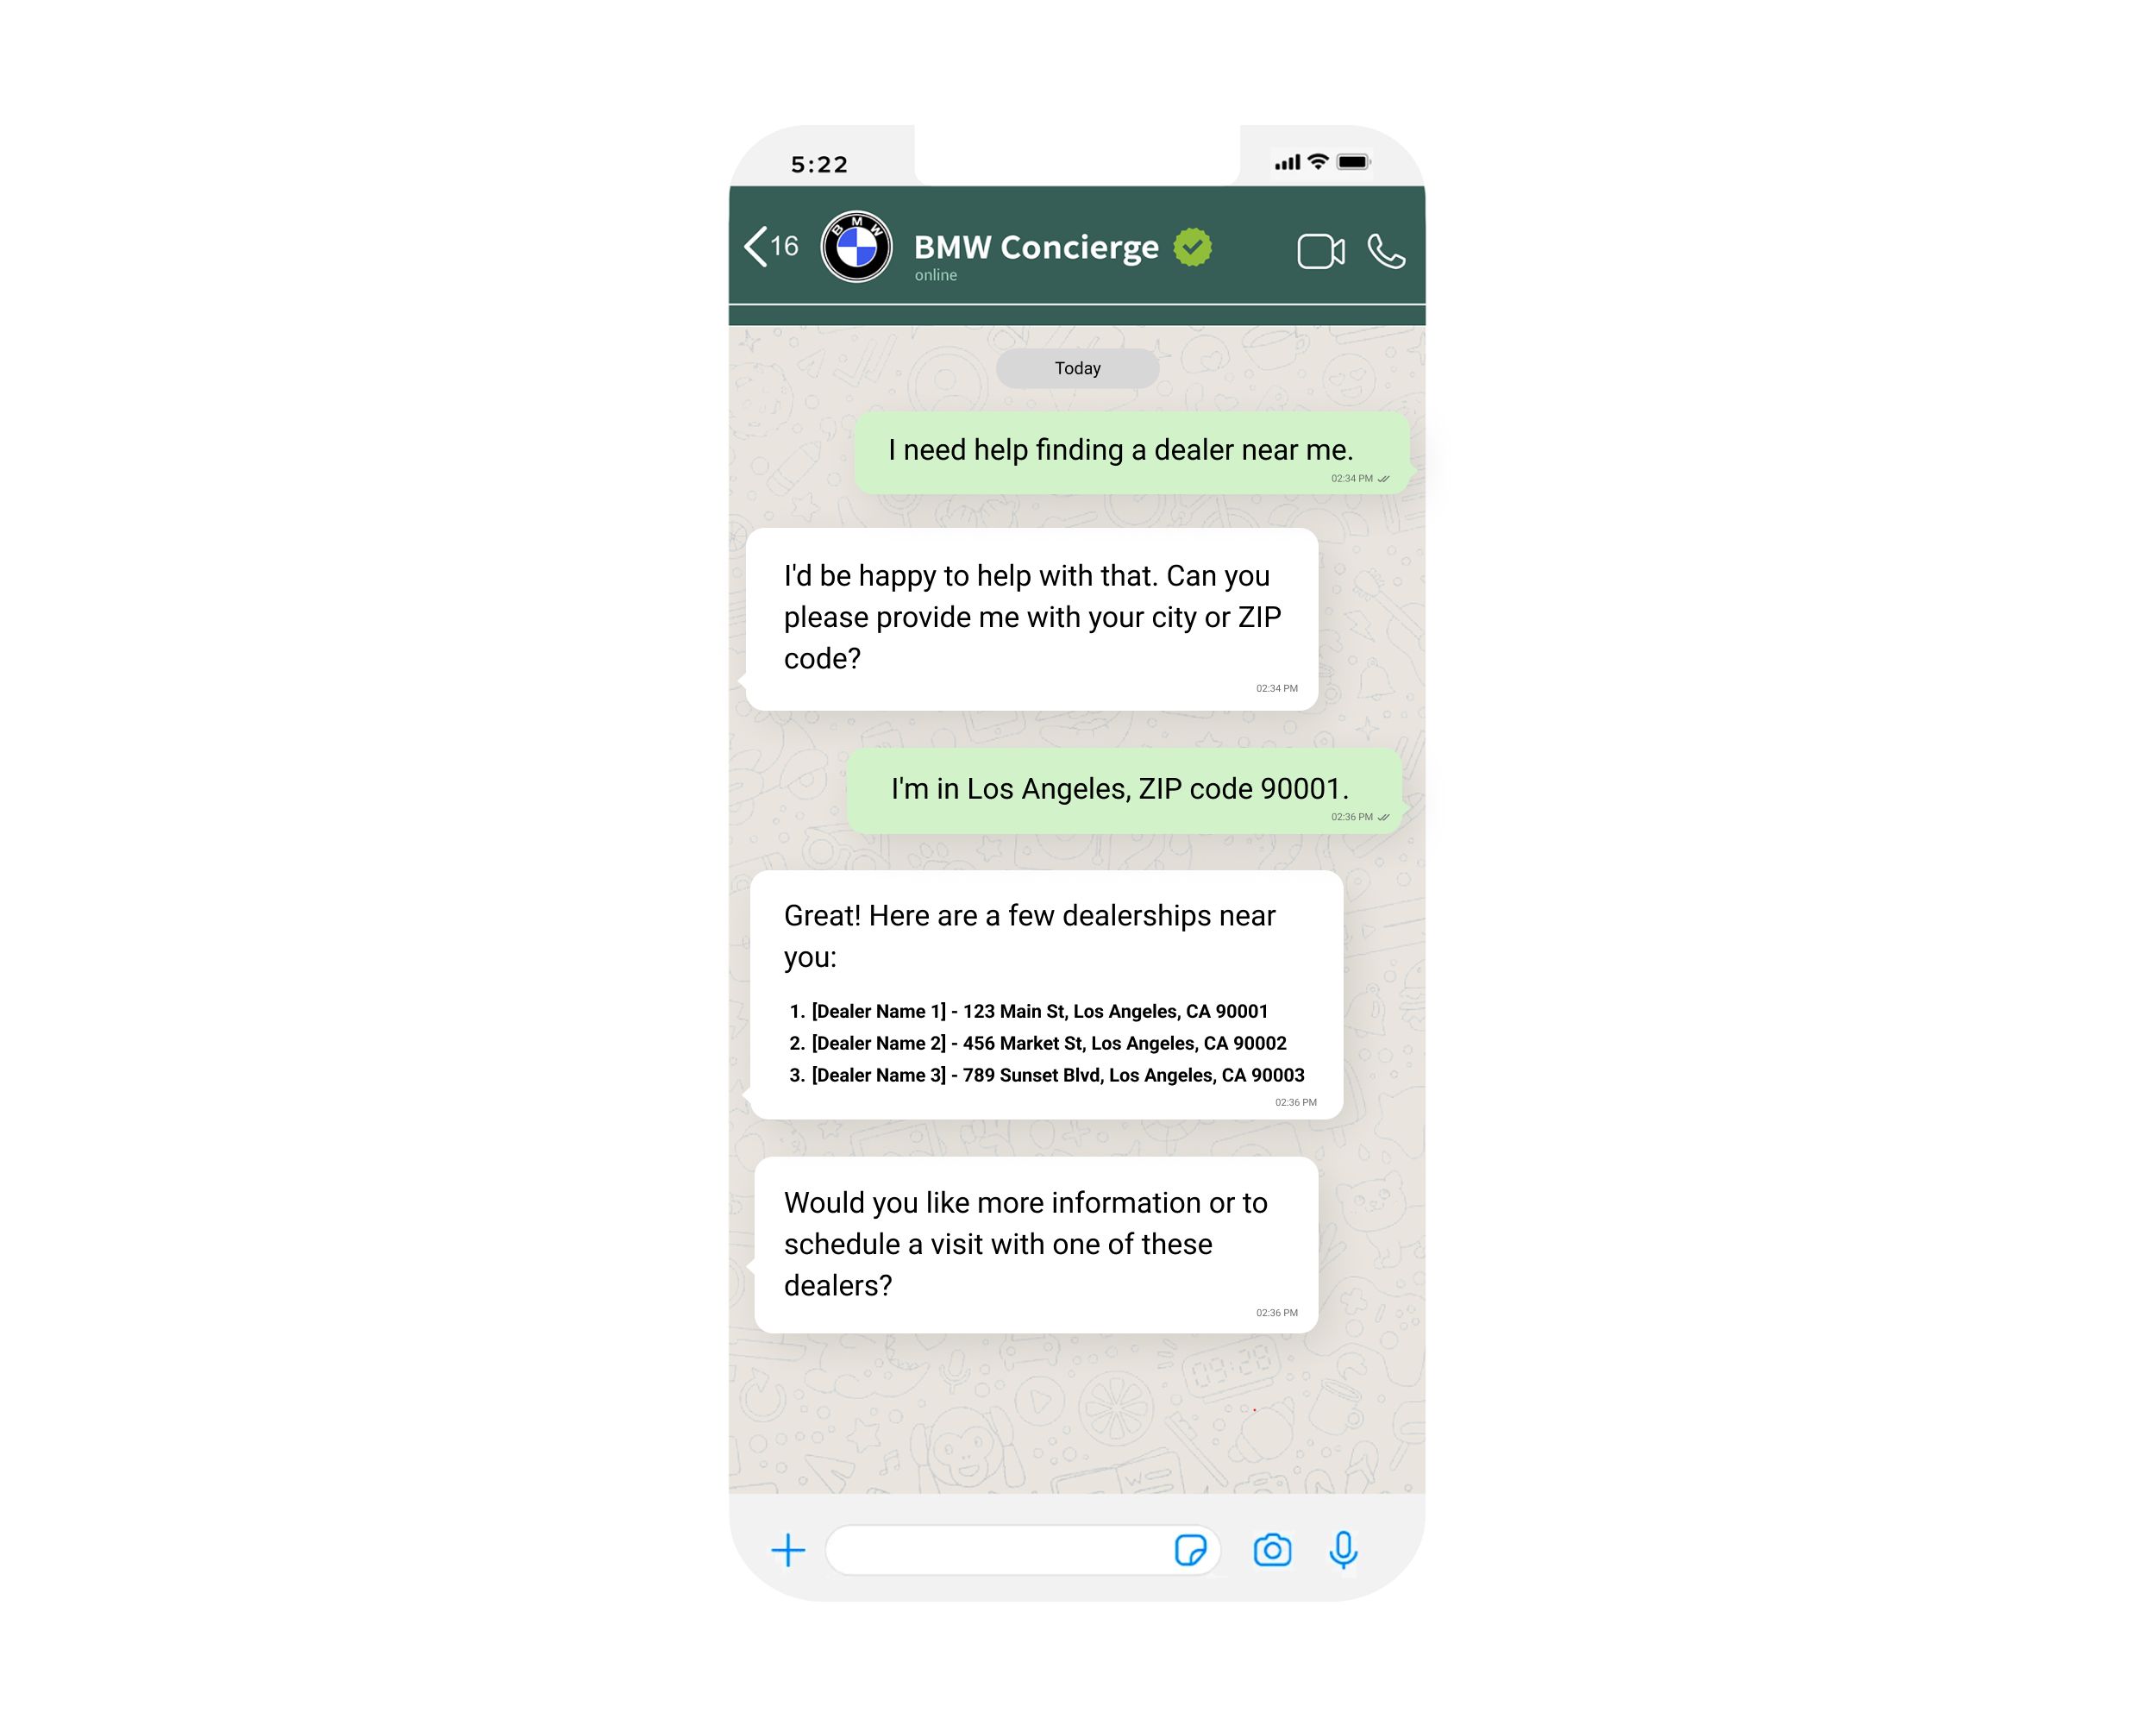 5:22
16
BMW
BMW Concierge
online
Today
I need help finding a dealer near me.
02:34 PM
I'd be happy to help with that. Can you
please provide me with your city or ZIP
code?
02:34 PM
I'm in Los Angeles, ZIP code 90001.
02:36 PM
Great! Here are a few dealerships near
you:
1. [Dealer Name 1] - 123 Main St, Los Angeles, CA 90001
2. [Dealer Name 2] - 456 Market St, Los Angeles, CA 90002
3. [Dealer Name 3] - 789 Sunset Blvd, Los Angeles, CA 90003
02:36 PM
Would you like more information or to
schedule a visit with one of these
dealers?
02:36 PM
09:28
W